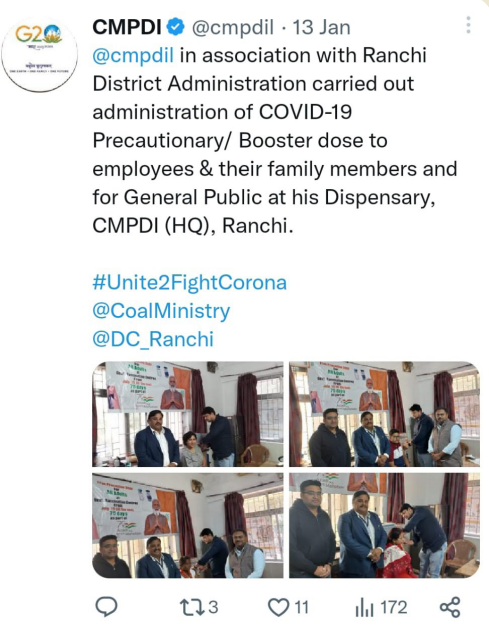 G20
CMPDI @cmpdil · 13 Jan
@cmpdil in association with Ranchi
District Administration carried out
administration of COVID-19
Precautionary/ Booster dose to
employees & their family members and
for General Public at his Dispensary,
CMPDI (HQ), Ranchi.
#Unite2FightCorona
@CoalMinistry
@DC_Ranchi
3 11 172